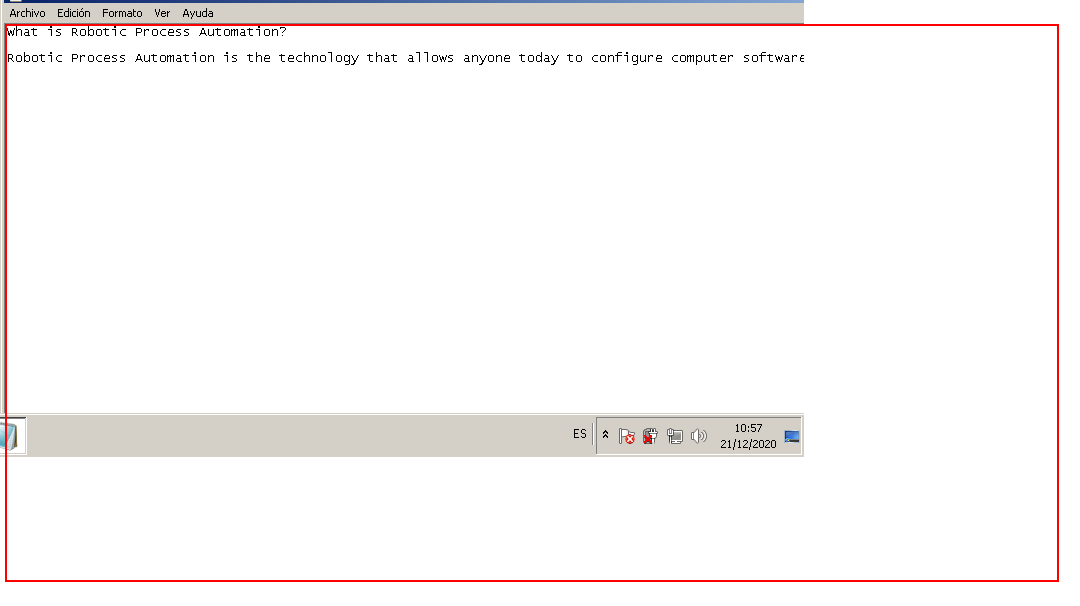 Archivo Edición Formato Ver Ayuda
What is Robotic Process Automation?
Robotic Process Automation is the technology that allows anyone today to configure computer software
ES
10:57
21/12/2020